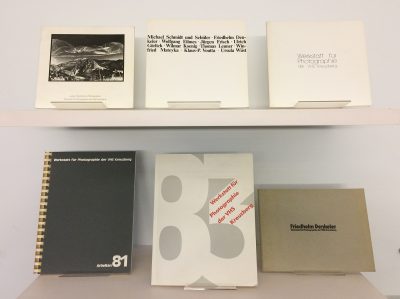 Michael Schmidt und Schüler · Friedhelm Den-
keler · Wolfgang Eilmes · Jürgen Frisch · Ulrich
Görlich · Wilmar Koenig Thomas Leuner · Win-
fried Mateyka · Klaus-P. Voutta · Ursula Wüst
Werkstatt für
Photographie
der VHS Kreuzberg
Werkstatt für Photographie der VHS Kreuzberg
Arbeiten 81
83
Werkstatt für
Photographie
der VHS
Kreuzberg
Friedhelm Denkeler